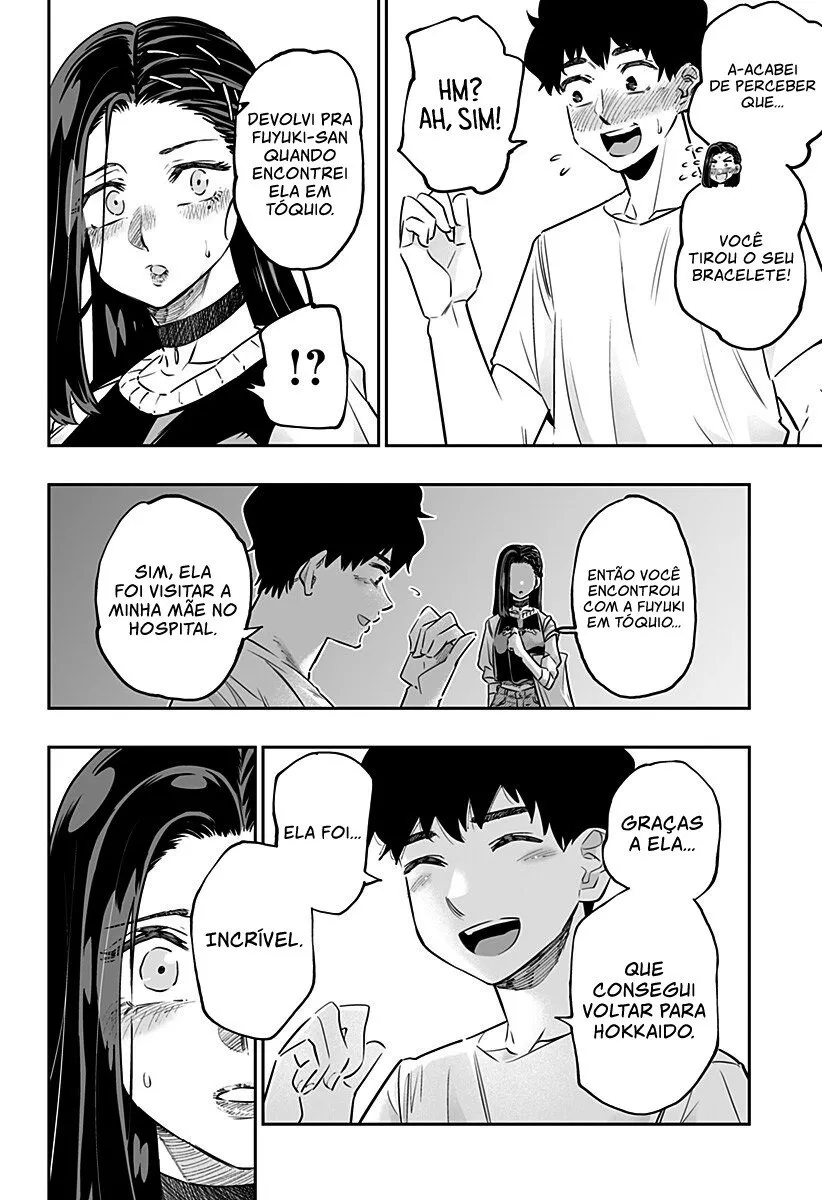 A-ACABEI
DE PERCEBER
QUE...
VOCÊ
TIROU O SEU
BRACELETE!
HM?
AH, SIM!
DEVOLVI PRA
FUYUKI-SAN
QUANDO
ENCONTREI
ELA EM
TÓQUIO.
!?
ENTÃO VOCÊ
ENCONTROU
COM A FUYUKI
EM TÓQUIO...
SIM, ELA
FOI VISITAR A
MINHA MÃE NO
HOSPITAL.
GRAÇAS
A ELA...
QUE
CONSEGUI
VOLTAR PARA
HOKKAIDO.
ELA FOI...
INCRÍVEL.